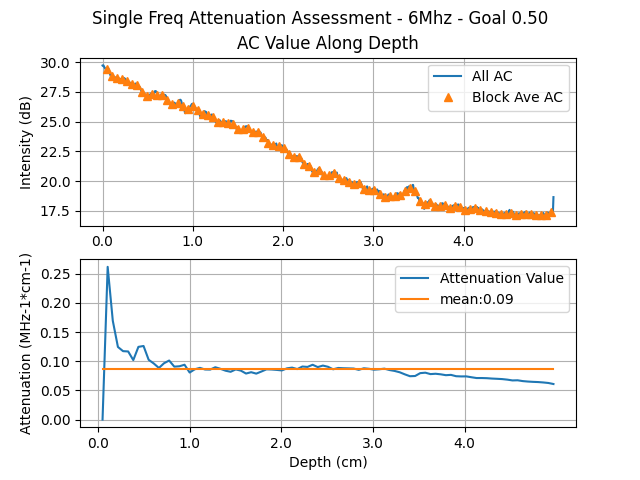 Single Freq Attenuation Assessment - 6Mhz - Goal 0.50
AC Value Along Depth
30.0
27.5
25.0
22.5
20.0
17.5
Intensity (dB)
All AC
Block Ave AC
0.0 1.0 2.0 3.0 4.0
0.25
0.20
0.15
0.10
0.05
0.00
Attenuation (MHz-1*cm-1)
Attenuation Value
mean:0.09
0.0 1.0 2.0 3.0 4.0
Depth (cm)